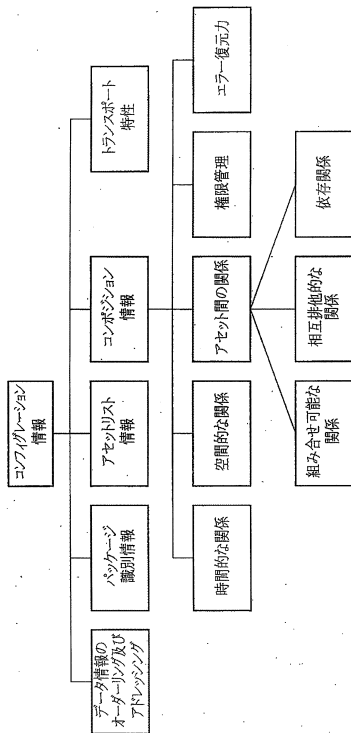 コンフィグレーション
情報
データ情報の
オーダーリング及び
アドレッシング
パッケージ
識別情報
アセットリスト
情報
コンポジション
情報
トランスポート
特性
時間的な関係
空間的な関係
アセット間の関係
権限管理
エラー復元力
組み合せ可能な
関係
相互排他的な
関係
依存関係